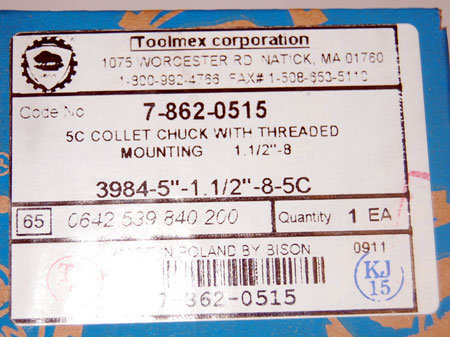 Toolmex corporation
1075 WORCESTER RD. NATICK, MA 01760
1-800-992-4766, FAX# 1-508-653-5110
Code No 7-862-0515
5C COLLET CHUCK WITH THREADED
MOUNTING 1.1/2"-8
3984-5"-1.1/2"-8-5C
65 0642 539 840 200 Quantity 1 EA
IN POLAND BY BISON 0911
KJ
15
7-862-0515